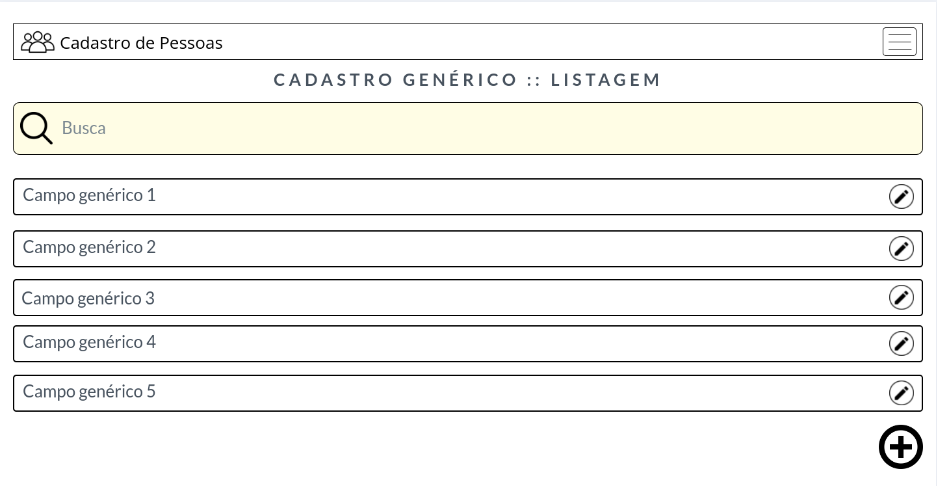 Cadastro de Pessoas
CADASTRO GENÉRICO :: LISTAGEM
Busca
Campo genérico 1
Campo genérico 2
Campo genérico 3
Campo genérico 4
Campo genérico 5